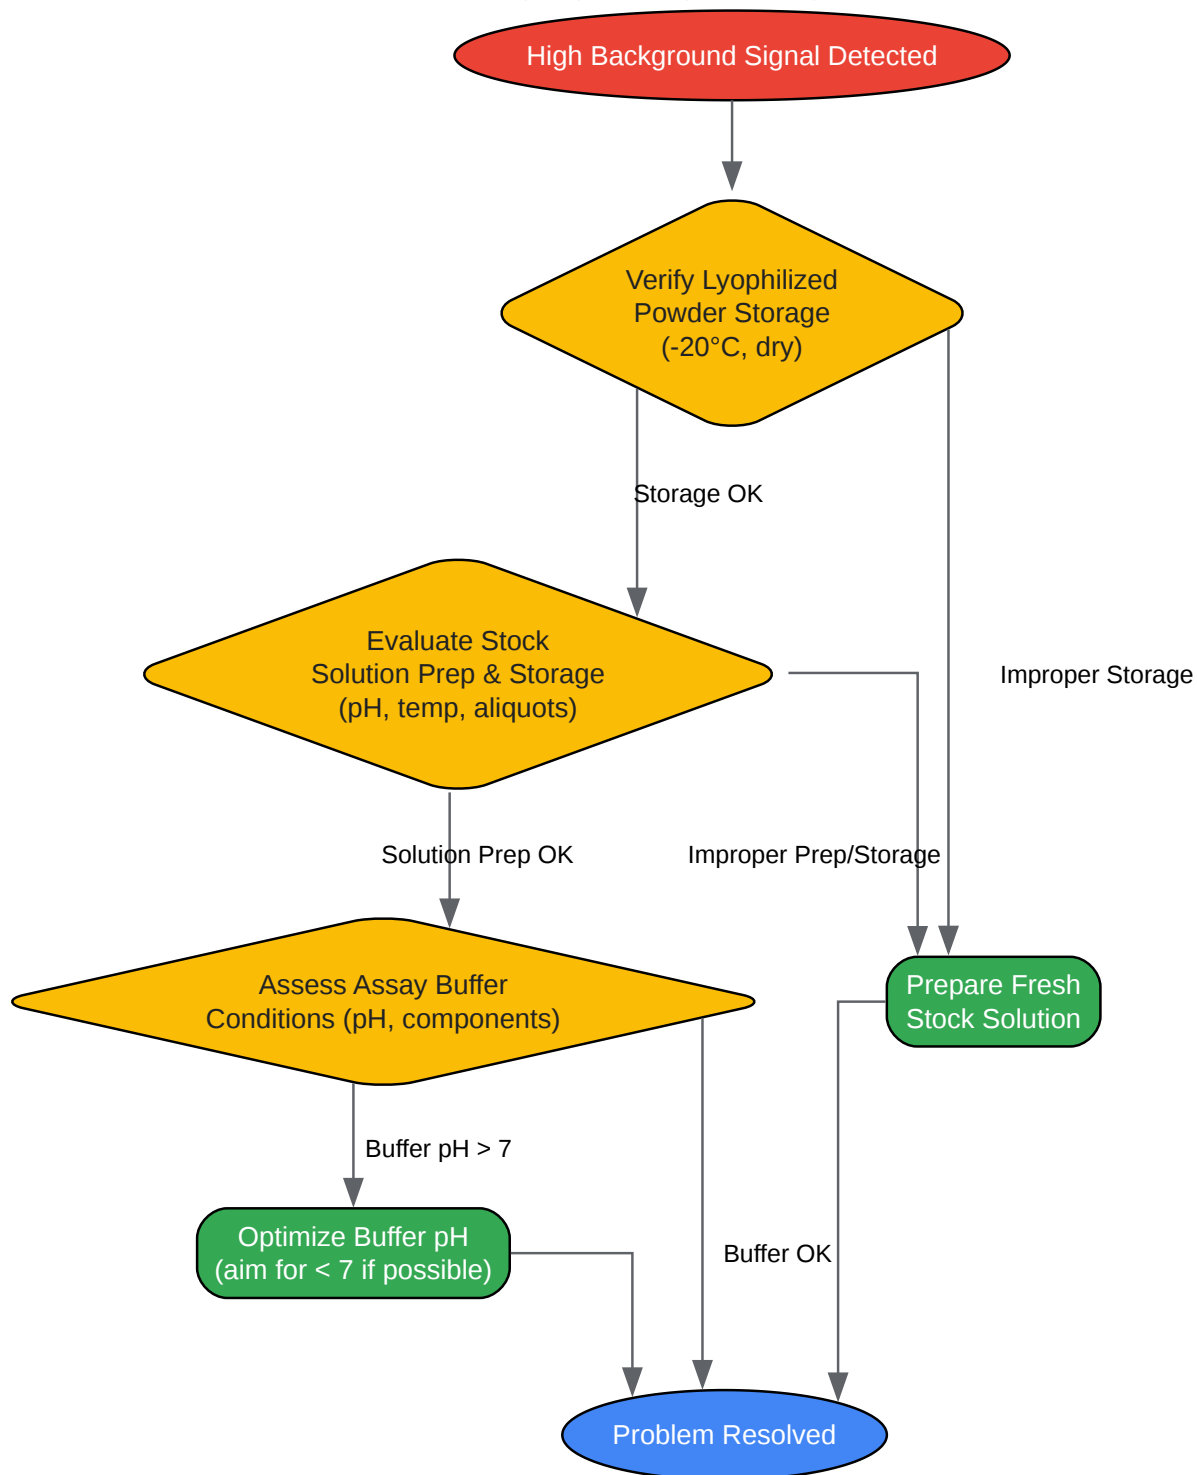 High Background Signal Detected
Verify Lyophilized
Powder Storage
(-20°C, dry)
Storage OK
Evaluate Stock
Solution Prep & Storage
(pH, temp, aliquots)
Improper Storage
Solution Prep OK
Improper Prep/Storage
Assess Assay Buffer
Conditions (pH, components)
Prepare Fresh
Stock Solution
Buffer pH > 7
Optimize Buffer pH
(aim for < 7 if possible)
Buffer OK
Problem Resolved